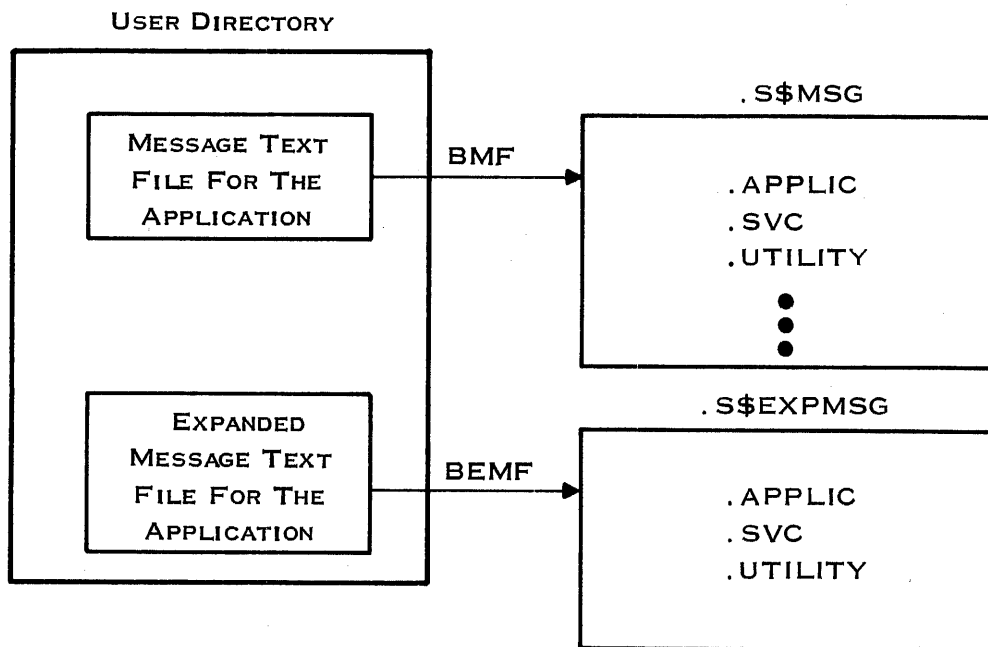 USER DIRECTORY
MESSAGE TEXT
FILE FOR THE
APPLICATION
BMF
.S$MSG
.APPLIC
.SVC
.UTILITY
EXPANDED
MESSAGE TEXT
FILE FOR THE
APPLICATION
BEMF
.S$EXPMSG
.APPLIC
.SVC
.UTILITY